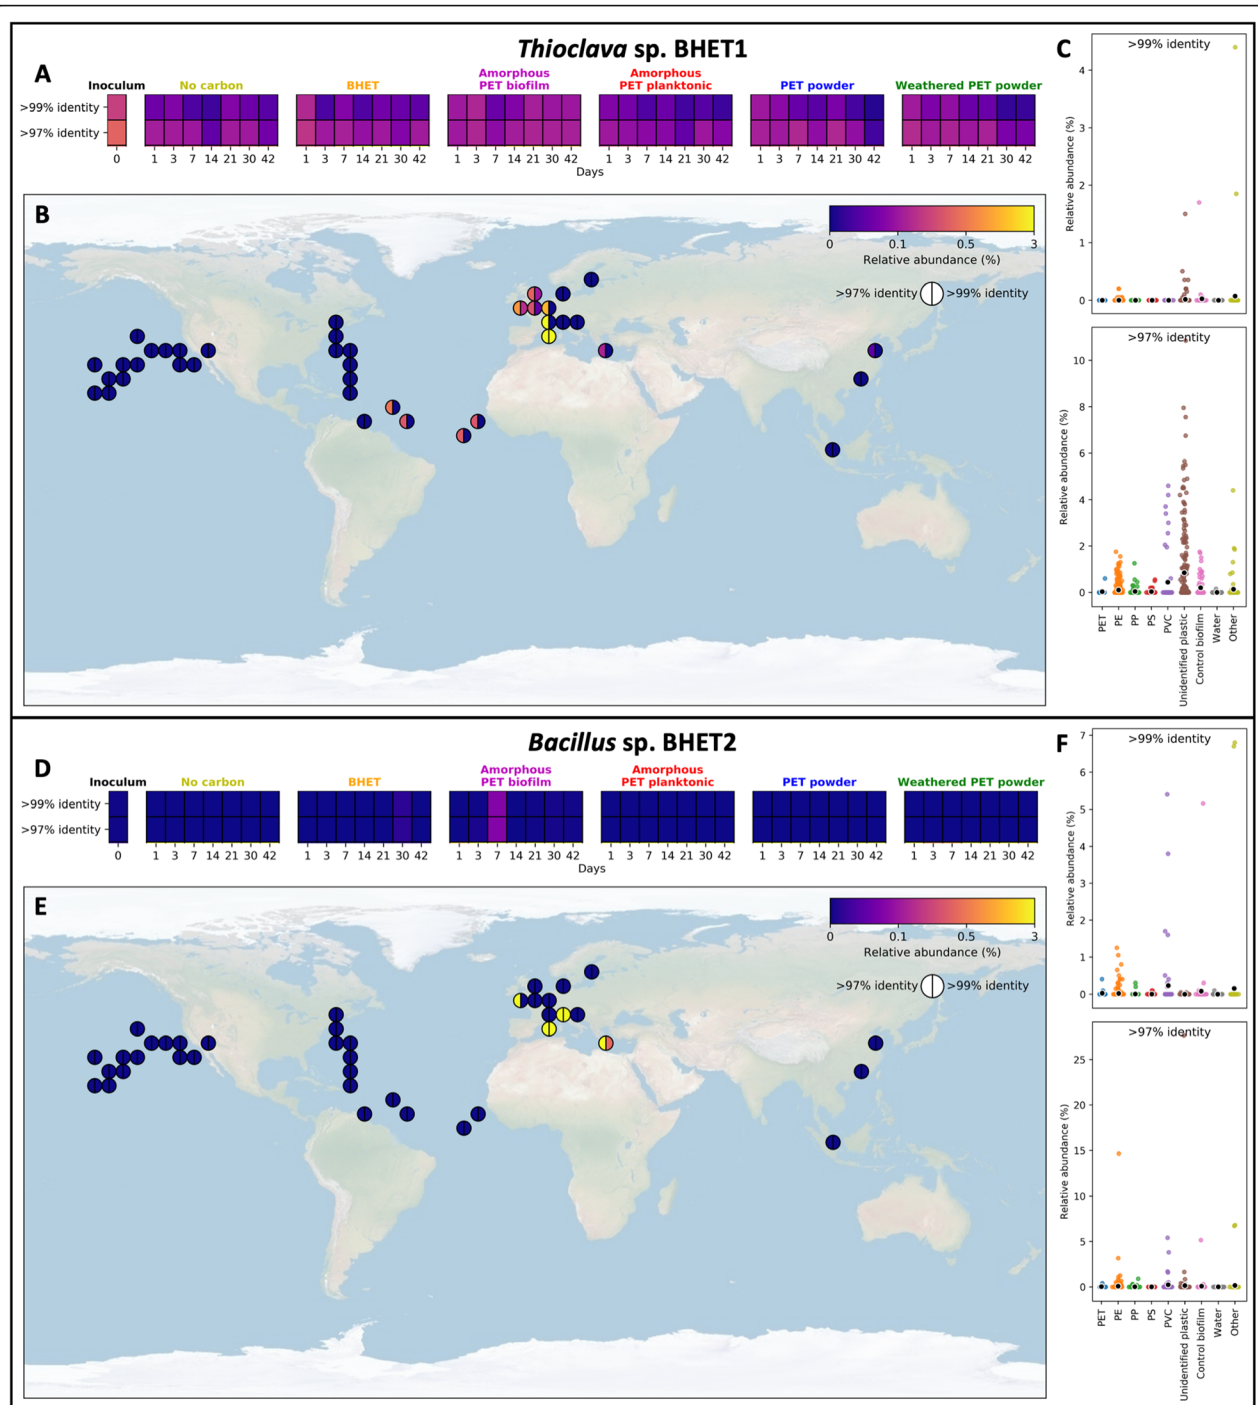 Thioclava sp. BHET1
A
Inoculum
No carbon
BHET
Amorphous
PET biofilm
Amorphous
PET planktonic
PET powder
Weathered PET powder
>99% identity
>97% identity
0
1 3 7 14 21 30 42
1 3 7 14 21 30 42
1 3 7 14 21 30 42
1 3 7 14 21 30 42
1 3 7 14 21 30 42
1 3 7 14 21 30 42
Days
B
0 0.1 0.5 3
Relative abundance (%)
>97% identity >99% identity
C
>99% identity
Relative abundance (%)
4
3
2
1
0
>97% identity
Relative abundance (%)
10
8
6
4
2
0
PET
PE
PP
PS
PVC
Unidentified plastic
Control biofilm
Water
Other
Bacillus sp. BHET2
D
Inoculum
No carbon
BHET
Amorphous
PET biofilm
Amorphous
PET planktonic
PET powder
Weathered PET powder
>99% identity
>97% identity
0
1 3 7 14 21 30 42
1 3 7 14 21 30 42
1 3 7 14 21 30 42
1 3 7 14 21 30 42
1 3 7 14 21 30 42
1 3 7 14 21 30 42
Days
E
0 0.1 0.5 3
Relative abundance (%)
>97% identity >99% identity
F
>99% identity
Relative abundance (%)
7
6
5
4
3
2
1
0
>97% identity
Relative abundance (%)
25
20
15
10
5
0
PET
PE
PP
PS
PVC
Unidentified plastic
Control biofilm
Water
Other